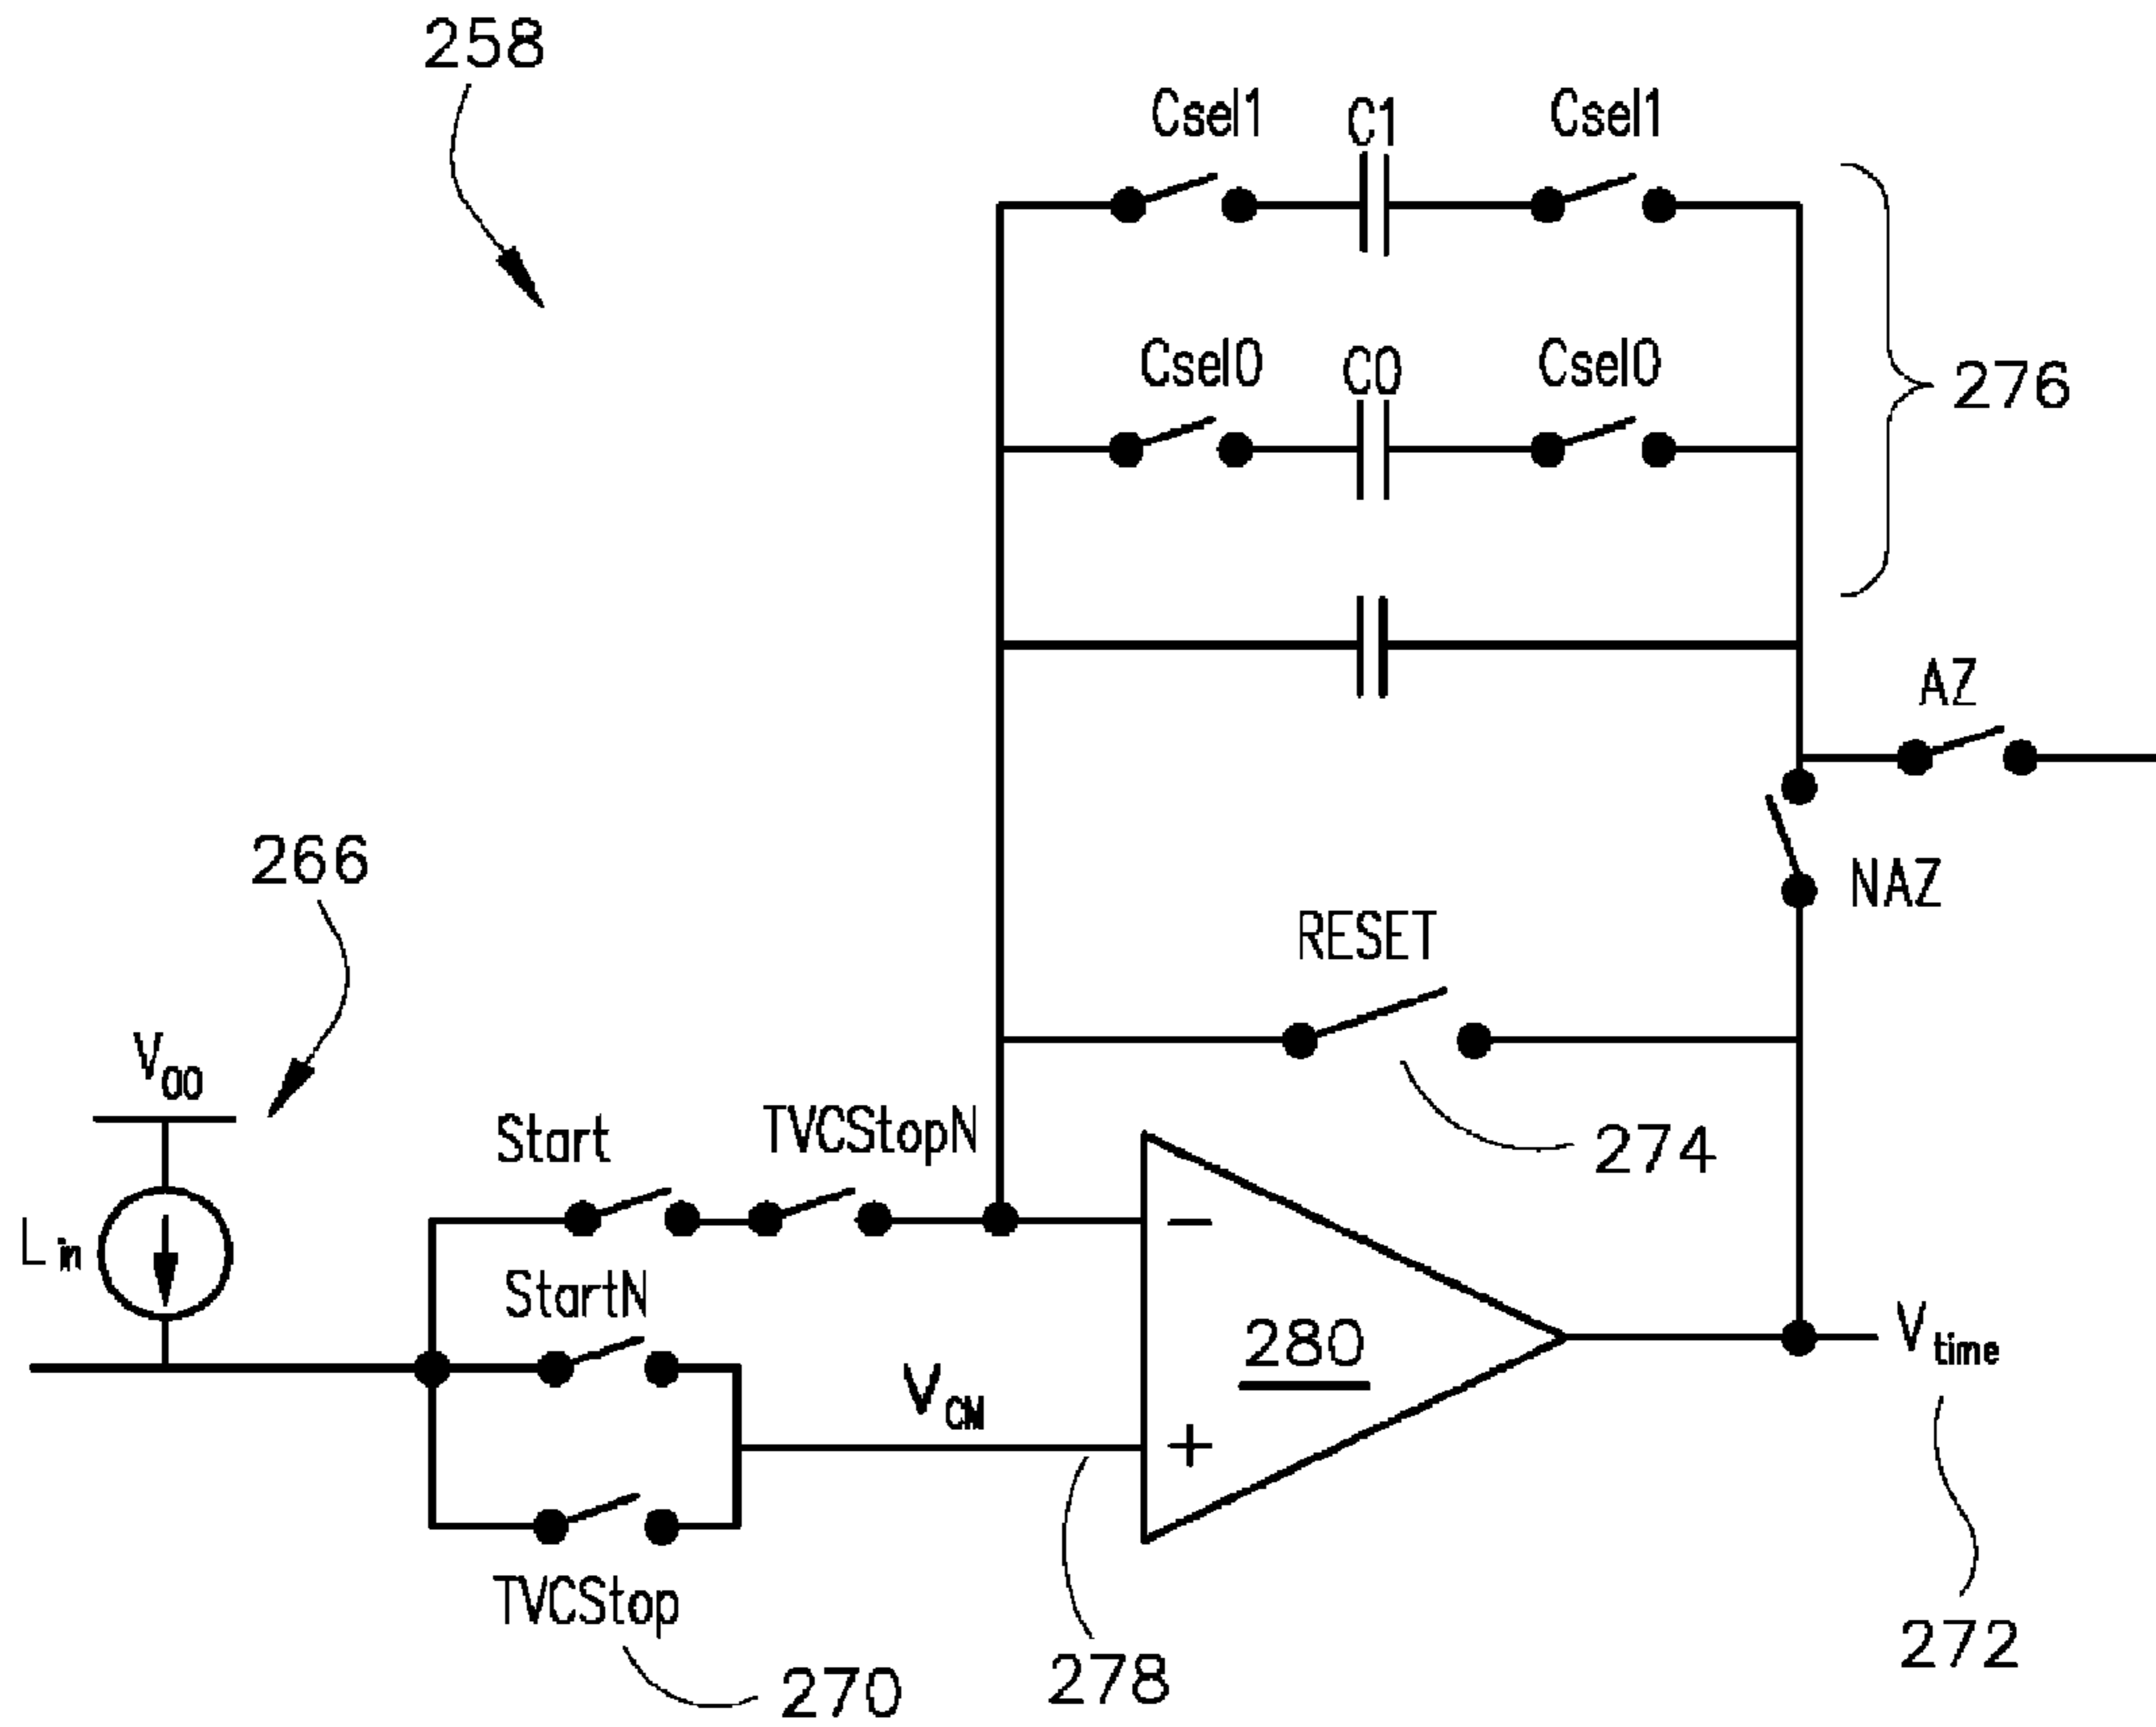 258
Csel1 C1 Csel1
Csel0 C0 Csel0
276
AZ
266
NAZ
RESET
VDD
Start TVCStopN
274
Lin
StartN
280
VCM
Vtime
+
TVCStop
270
278
272